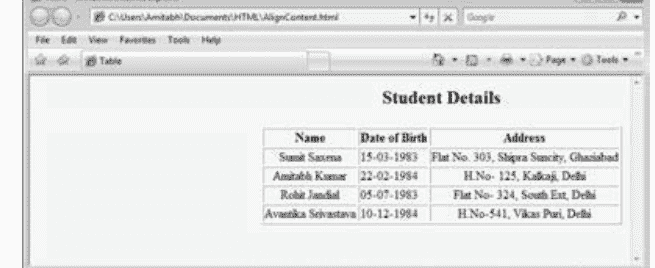 C:\Users\Amitabh\Documents\HTML\AlignContent.html
Google
File Edit View Favorites Tools Help
Table
Page Tools
Student Details
Name Date of Birth Address
Sumit Saxena 15-03-1983 Flat No. 303, Shipra Suncity, Ghaziabad
Amitabh Kumar 22-02-1984 H.No- 125, Kalkaji, Delhi
Rohit Jandial 05-07-1983 Flat No- 324, South Ext, Delhi
Avantika Srivastava 10-12-1984 H.No-541, Vikas Puri, Delhi